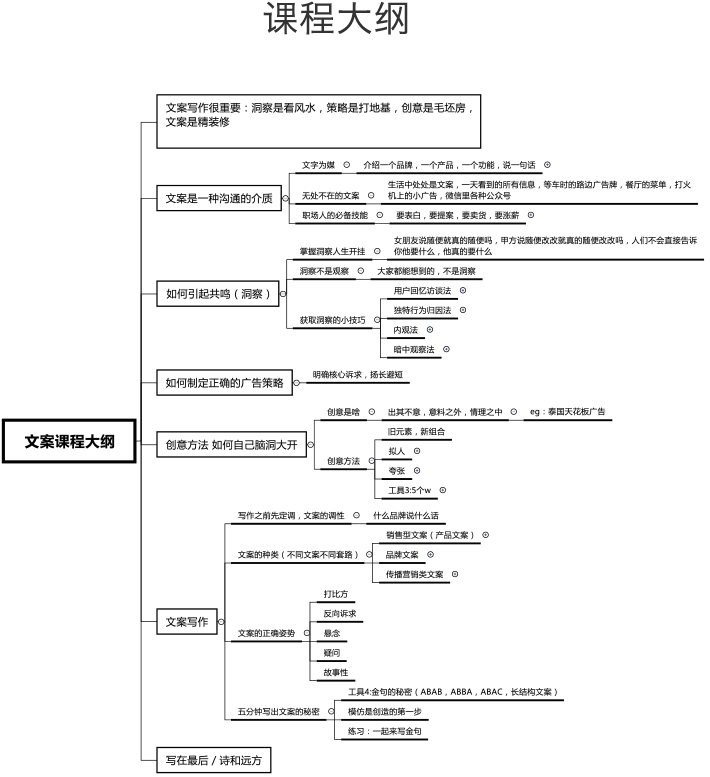 课程大纲
文案写作很重要：洞察是看风水，策略是打地基，创意是毛坯房，
文案是精装修
文案是一种沟通的介质
文字为媒
介绍一个品牌，一个产品，一个功能，说一句话
无处不在的文案
生活中处处是文案，一天看到的所有信息，等车时的路边广告牌，餐厅的菜单，打火
机上的小广告，微信里各种公众号
职场人的必备技能
要表白，要提案，要卖货，要涨薪
如何引起共鸣（洞察）
掌握洞察人生开挂
女朋友说随便就真的随便吗，甲方说随便改改就真的随便改改吗，人们不会直接告诉
你他要什么，他真的要什么
洞察不是观察
大家都能想到的，不是洞察
获取洞察的小技巧
用户回忆访谈法
独特行为归因法
内观法
暗中观察法
如何制定正确的广告策略
明确核心诉求，扬长避短
文案课程大纲
创意方法 如何自己脑洞大开
创意是啥
出其不意，意料之外，情理之中
eg：泰国天花板广告
创意方法
旧元素，新组合
拟人
夸张
工具3:5个w
文案写作
写作之前先定调，文案的调性
什么品牌说什么话
文案的种类（不同文案不同套路）
销售型文案（产品文案）
品牌文案
传播营销类文案
文案的正确姿势
打比方
反向诉求
悬念
疑问
故事性
五分钟写出文案的秘密
工具4:金句的秘密（ABAB，ABBA，ABAC，长结构文案）
模仿是创造的第一步
练习：一起来写金句
写在最后 / 诗和远方